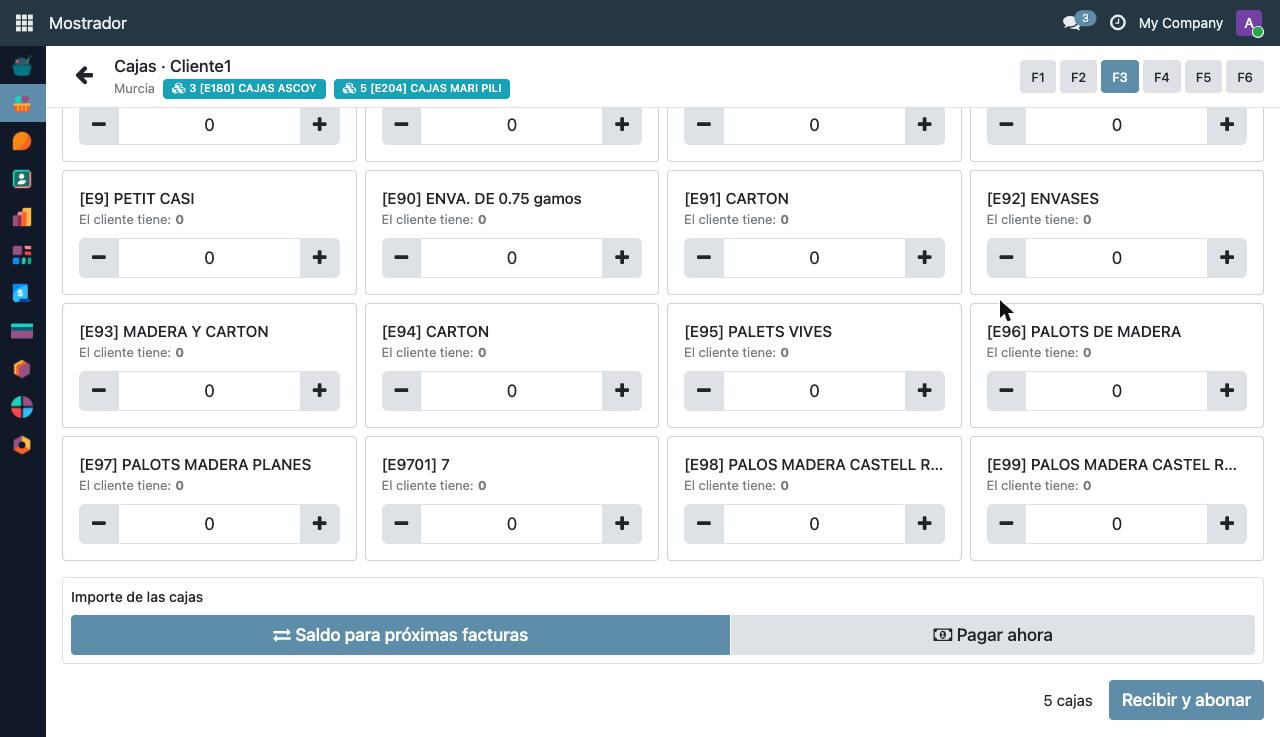 Mostrador
3
My Company
A
Cajas · Cliente1
Murcia
3 [E180] CAJAS ASCOY
5 [E204] CAJAS MARI PILI
F1
F2
F3
F4
F5
F6
0
0
0
0
[E9] PETIT CASI
El cliente tiene: 0
0
[E90] ENVA. DE 0.75 gamos
El cliente tiene: 0
0
[E91] CARTON
El cliente tiene: 0
0
[E92] ENVASES
El cliente tiene: 0
0
[E93] MADERA Y CARTON
El cliente tiene: 0
0
[E94] CARTON
El cliente tiene: 0
0
[E95] PALETS VIVES
El cliente tiene: 0
0
[E96] PALOTS DE MADERA
El cliente tiene: 0
0
[E97] PALOTS MADERA PLANES
El cliente tiene: 0
0
[E9701] 7
El cliente tiene: 0
0
[E98] PALOS MADERA CASTELL R...
El cliente tiene: 0
0
[E99] PALOS MADERA CASTEL R...
El cliente tiene: 0
0
Importe de las cajas
Saldo para próximas facturas
Pagar ahora
5 cajas
Recibir y abonar